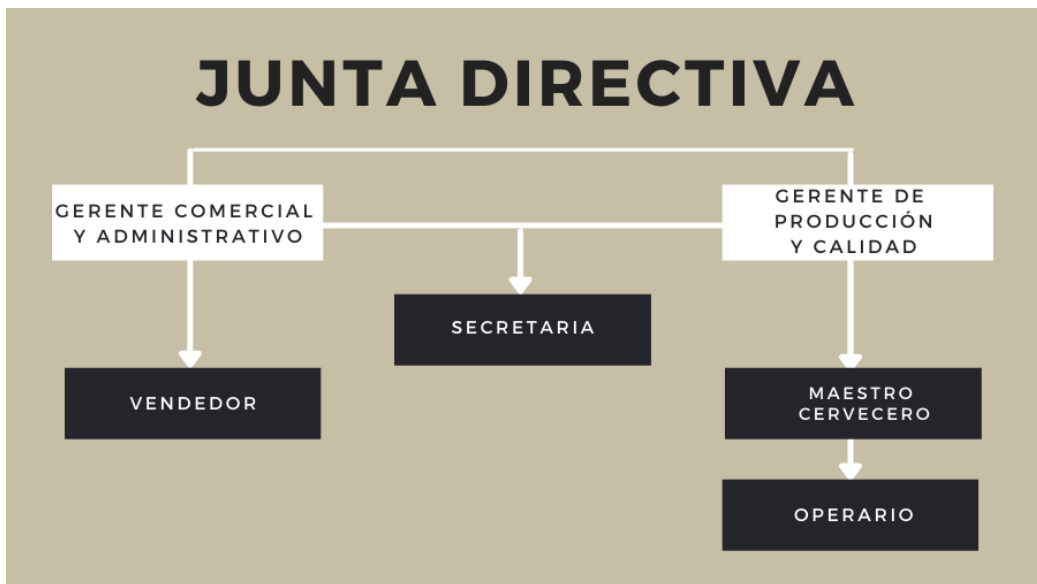 JUNTA DIRECTIVA
GERENTE COMERCIAL
Y ADMINISTRATIVO
GERENTE DE
PRODUCCIÓN
Y CALIDAD
SECRETARIA
VENDEDOR
MAESTRO
CERVECERO
OPERARIO